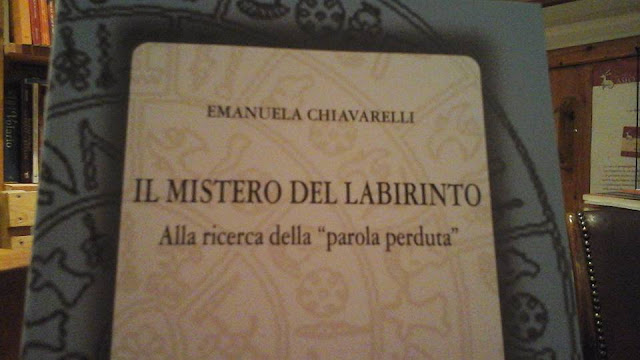 EMANUELA CHIAVARELLI
IL MISTERO DEL LABIRINTO
Alla ricerca della “parola perduta”